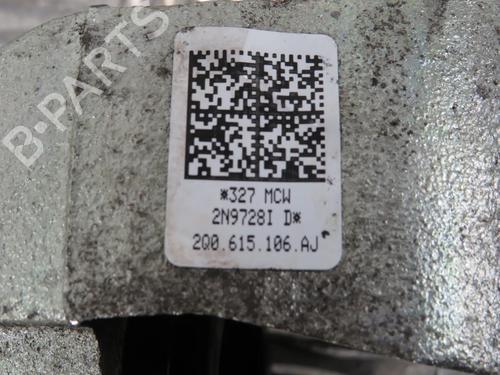 B-PARTS
*327 MCW
2N9728I D*
2Q0.615.106.AJ